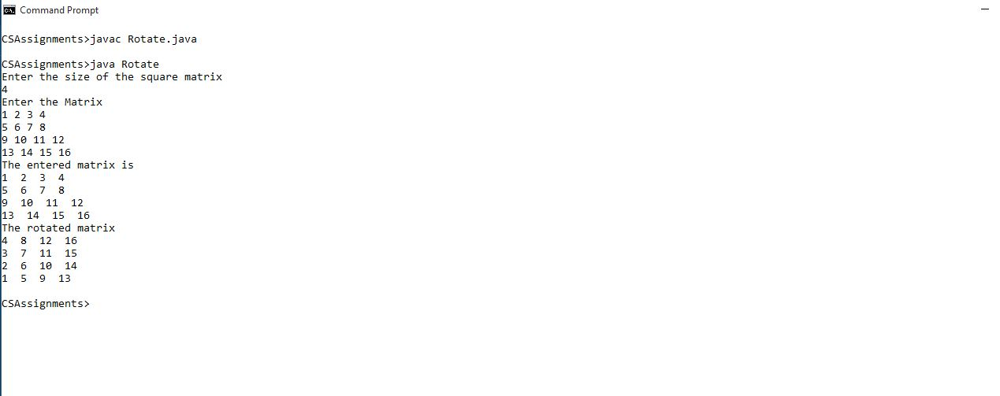 Command Prompt
CSAssignments>javac Rotate.java
CSAssignments>java Rotate
Enter the size of the square matrix
4
Enter the Matrix
1 2 3 4
5 6 7 8
9 10 11 12
13 14 15 16
The entered matrix is
1  2  3  4
5  6  7  8
9  10  11  12
13  14  15  16
The rotated matrix
4  8  12  16
3  7  11  15
2  6  10  14
1  5  9  13
CSAssignments>